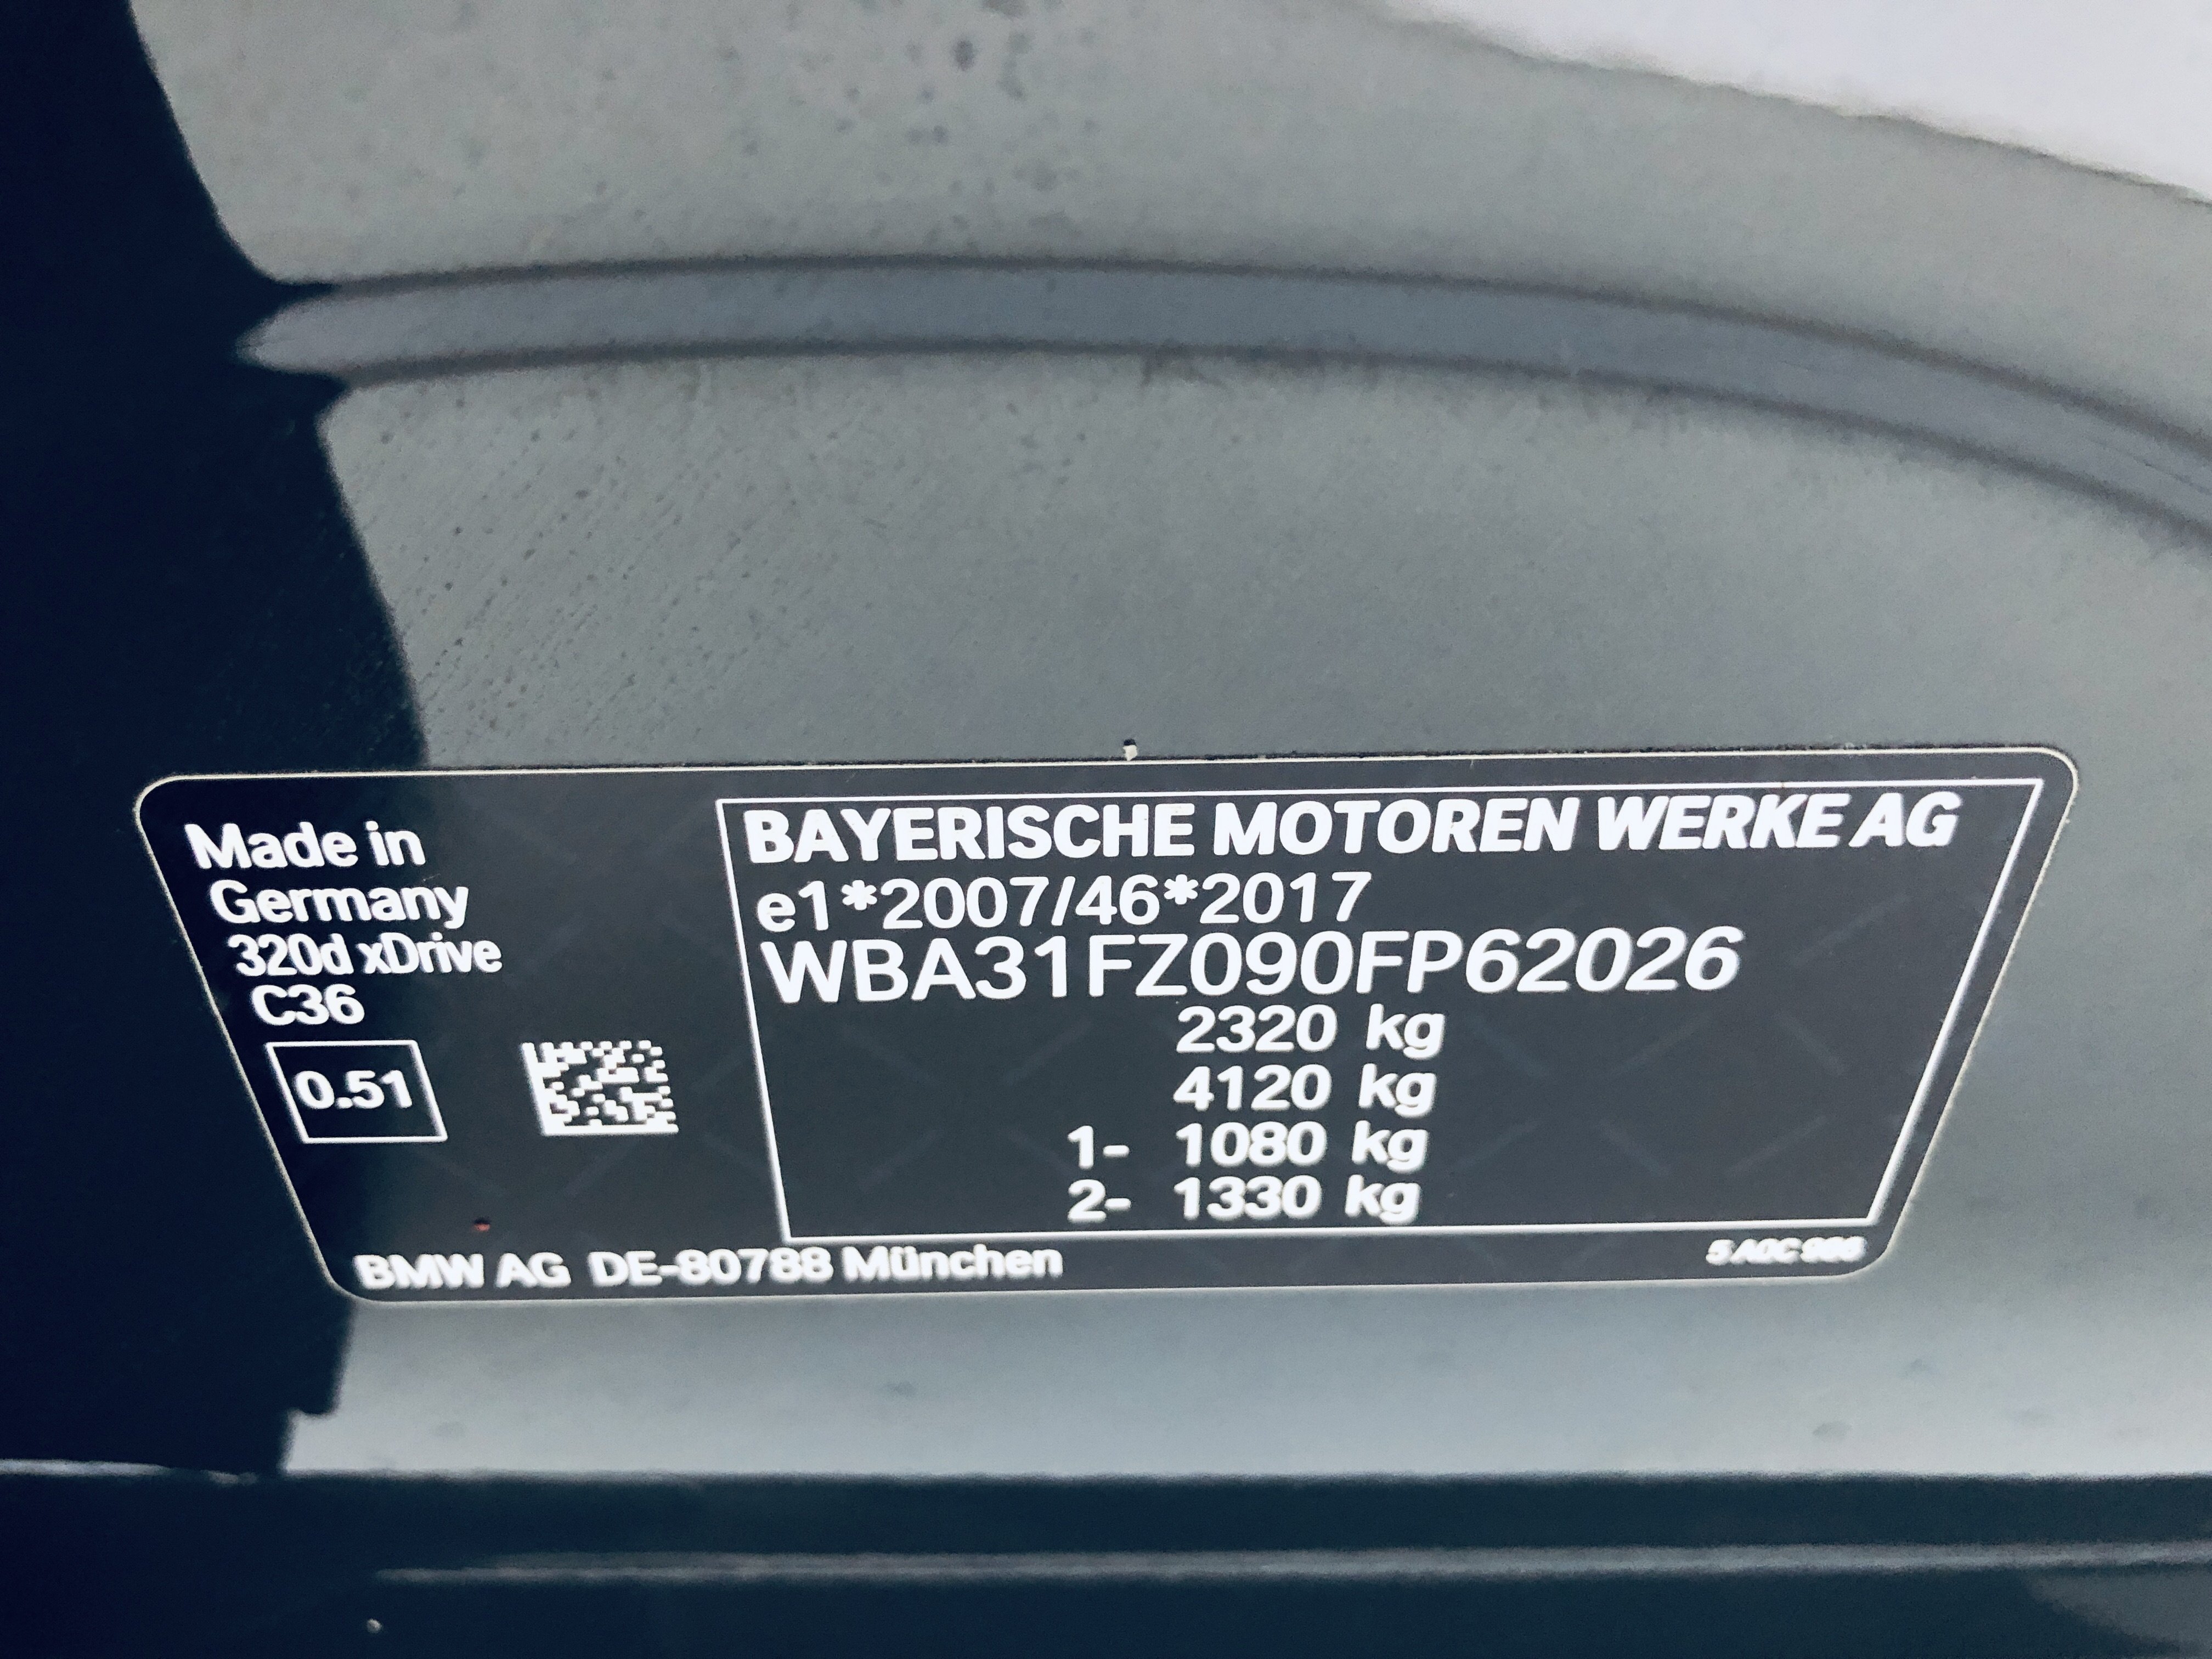 Made in
Germany
320d xDrive
C36
0.51
BAYERISCHE MOTOREN WERKE AG
e1*2007/46*2017
WBA31FZ090FP62026
2320 kg
4120 kg
1- 1080 kg
2- 1330 kg
BMW AG DE-80788 München